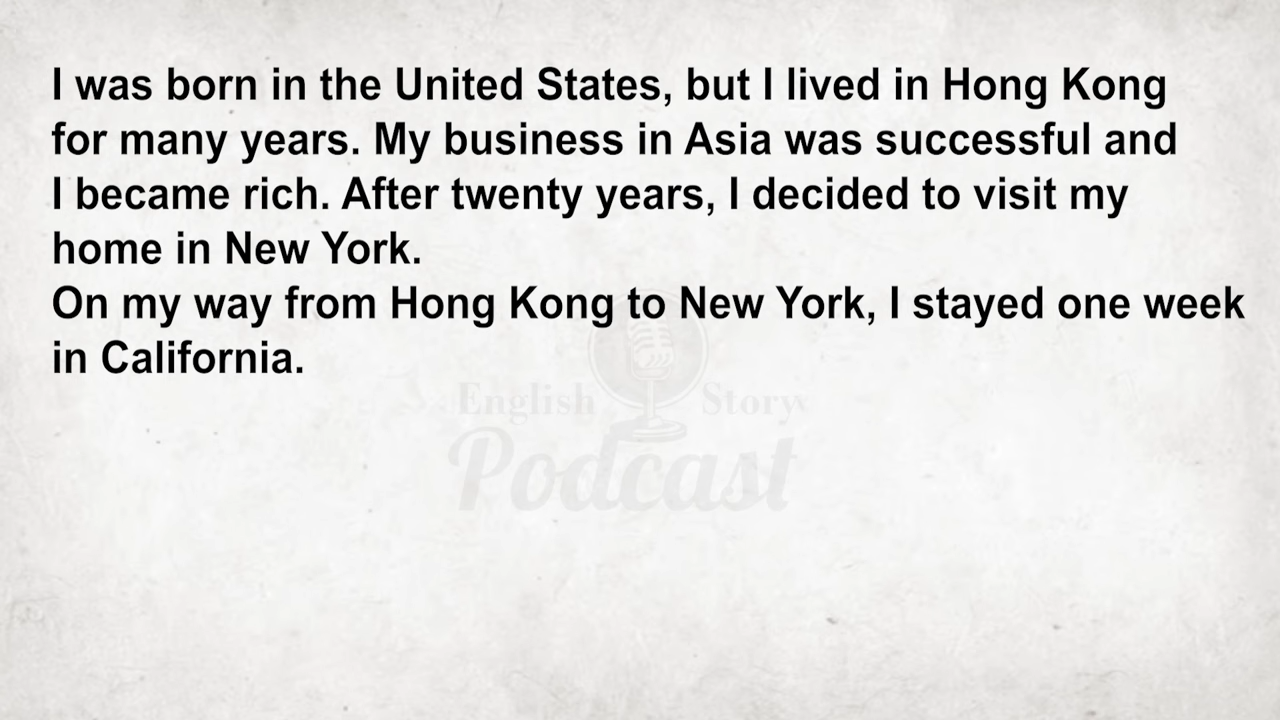 I was born in the United States, but I lived in Hong Kong
for many years. My business in Asia was successful and
I became rich. After twenty years, I decided to visit my
home in New York.
On my way from Hong Kong to New York, I stayed one week
in California.
English Story
Podcast